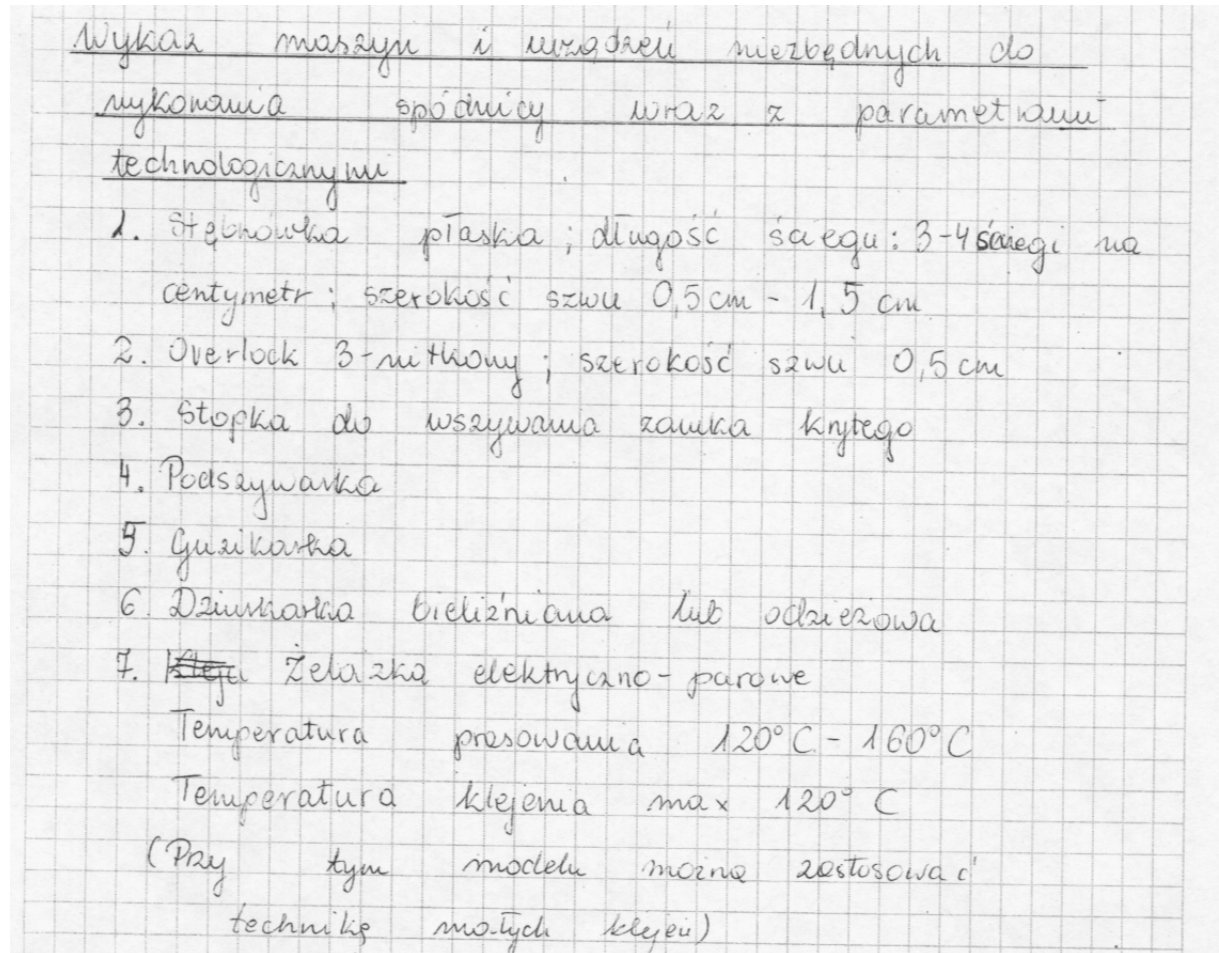 Wykaz maszyn i urządzeń niezbędnych do
wykonania spódnicy wraz z parametrami
technologicznymi
1. Stębnówka płaska; długość ściegu: 3-4 ściegi na
centymetr; szerokość szwu 0,5 cm - 1,5 cm
2. Overlock 3-nitkowy; szerokość szwu 0,5 cm
3. Stopka do wszywania zamka krytego
4. Podszywarka
5. Guzikarka
6. Dziurkarka bieliźniana lub odzieżowa
7. Żelazka elektryczno-parowe
Temperatura prasowania 120°C - 160°C
Temperatura klejenia max 120° C
(Przy tym modelu można zastosować
technikę małych klejeń)